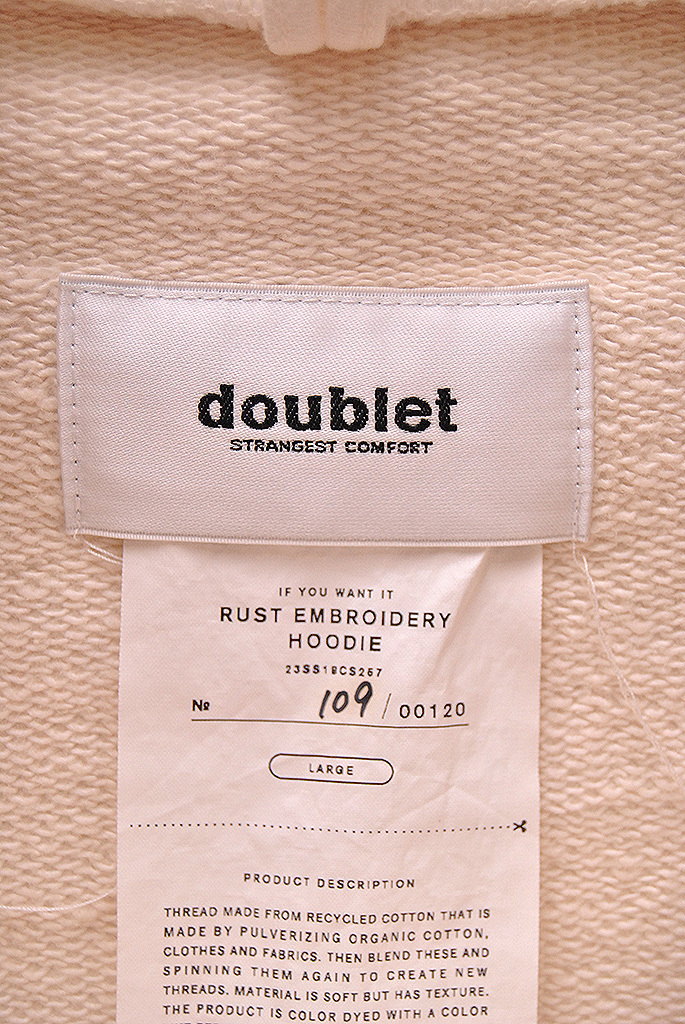 doublet
STRANGEST COMFORT
IF YOU WANT IT
RUST EMBROIDERY
HOODIE
23SS18CS257
№ 109 / 00120
LARGE
PRODUCT DESCRIPTION
THREAD MADE FROM RECYCLED COTTON THAT IS
MADE BY PULVERIZING ORGANIC COTTON,
CLOTHES AND FABRICS. THEN BLEND THESE AND
SPINNING THEM AGAIN TO CREATE NEW
THREADS. MATERIAL IS SOFT BUT HAS TEXTURE.
THE PRODUCT IS COLOR DYED WITH A COLOR